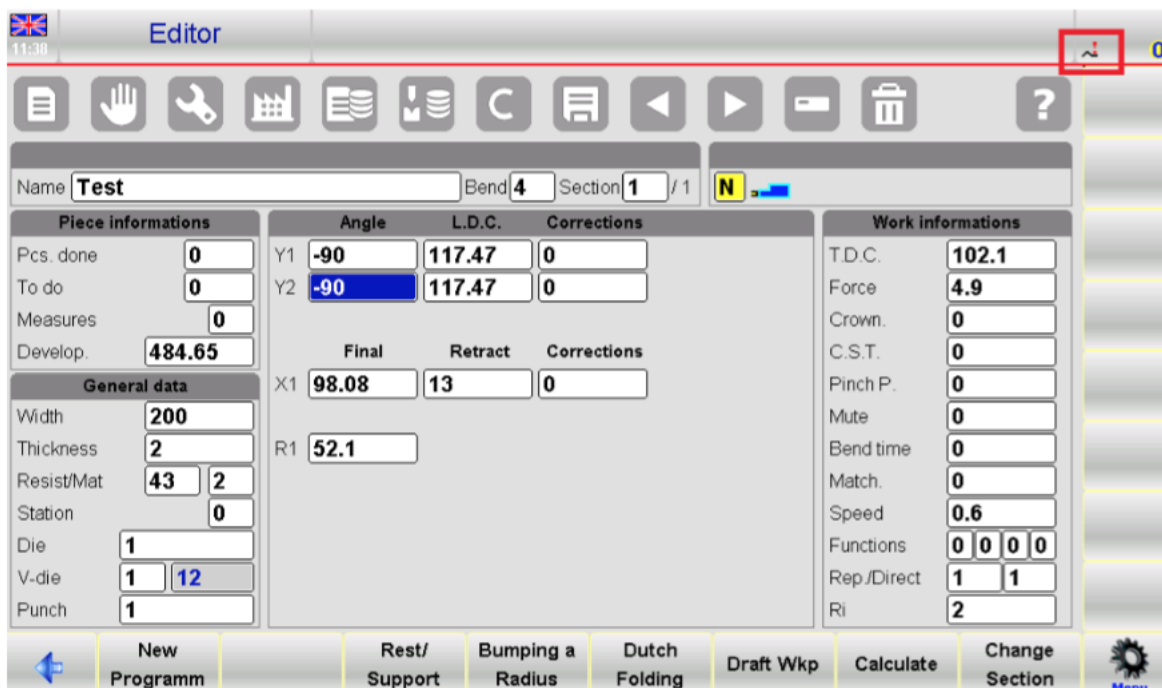 Editor
11:38
0
C
?
Name Test Bend 4 Section 1 / 1 N
Piece informations
Pcs. done 0
To do 0
Measures 0
Develop. 484.65
General data
Width 200
Thickness 2
Resist/Mat 43 2
Station 0
Die 1
V-die 1 12
Punch 1
Angle L.D.C. Corrections
Y1 -90 117.47 0
Y2 -90 117.47 0
Final Retract Corrections
X1 98.08 13 0
R1 52.1
Work informations
T.D.C. 102.1
Force 4.9
Crown. 0
C.S.T. 0
Pinch P. 0
Mute 0
Bend time 0
Match. 0
Speed 0.6
Functions 0 0 0 0
Rep./Direct 1 1
Ri 2
New
Programm
Rest/
Support
Bumping a
Radius
Dutch
Folding
Draft Wkp
Calculate
Change
Section
Menu